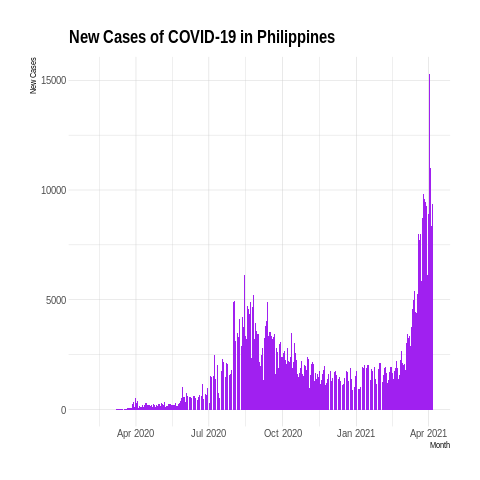 New Cases of COVID-19 in Philippines
New Cases
15000
10000
5000
0
Apr 2020 Jul 2020 Oct 2020 Jan 2021 Apr 2021
Month